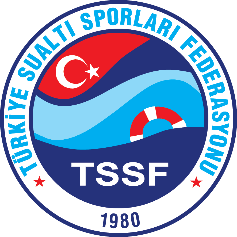 TÜRKİYE SUALTI SPORLARI FEDERASYONU
TSSF
1980